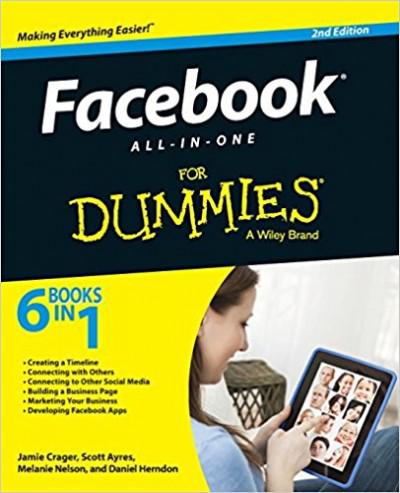 Making Everything Easier!™
2nd Edition
Facebook®
ALL-IN-ONE
FOR
DUMMIES®
A Wiley Brand
6 BOOKS
IN 1
• Creating a Timeline
• Connecting with Others
• Connecting to Other Social Media
• Building a Business Page
• Marketing Your Business
• Developing Facebook Apps
Jamie Crager, Scott Ayres,
Melanie Nelson, and Daniel Herndon